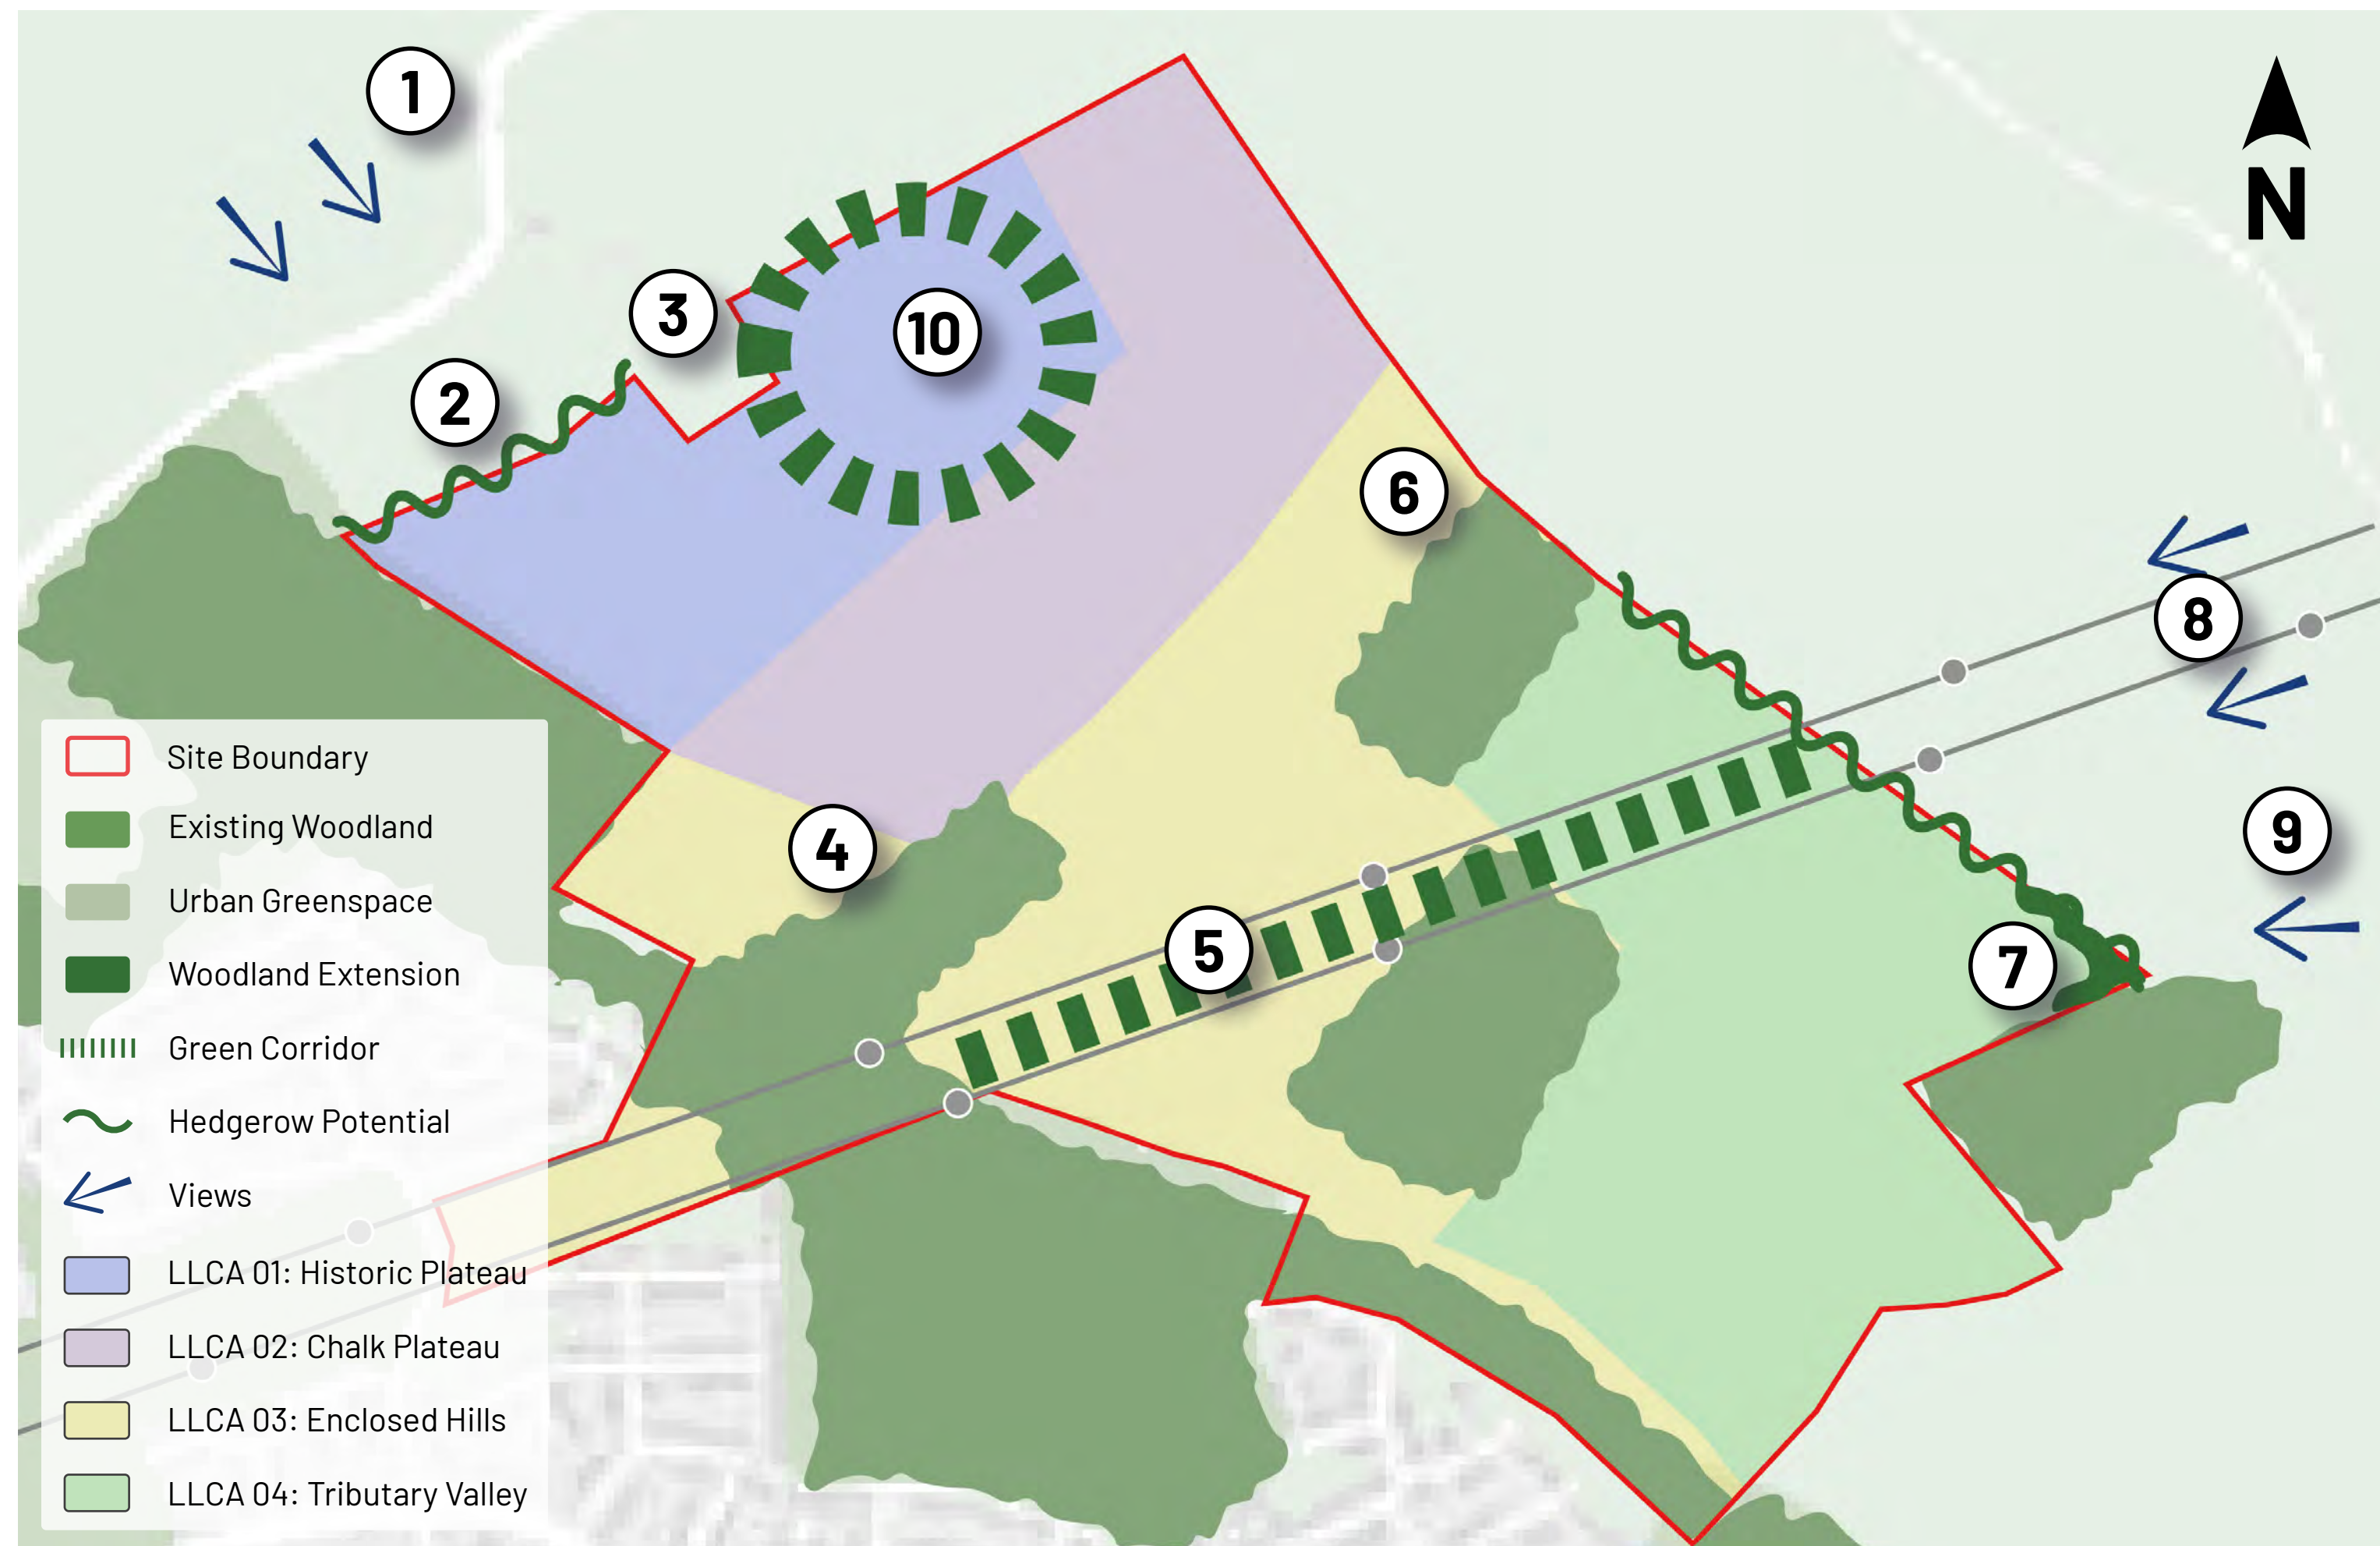 1
N
3
10
2
6
8
4
9
5
7
Site Boundary
Existing Woodland
Urban Greenspace
Woodland Extension
Green Corridor
Hedgerow Potential
Views
LLCA 01: Historic Plateau
LLCA 02: Chalk Plateau
LLCA 03: Enclosed Hills
LLCA 04: Tributary Valley